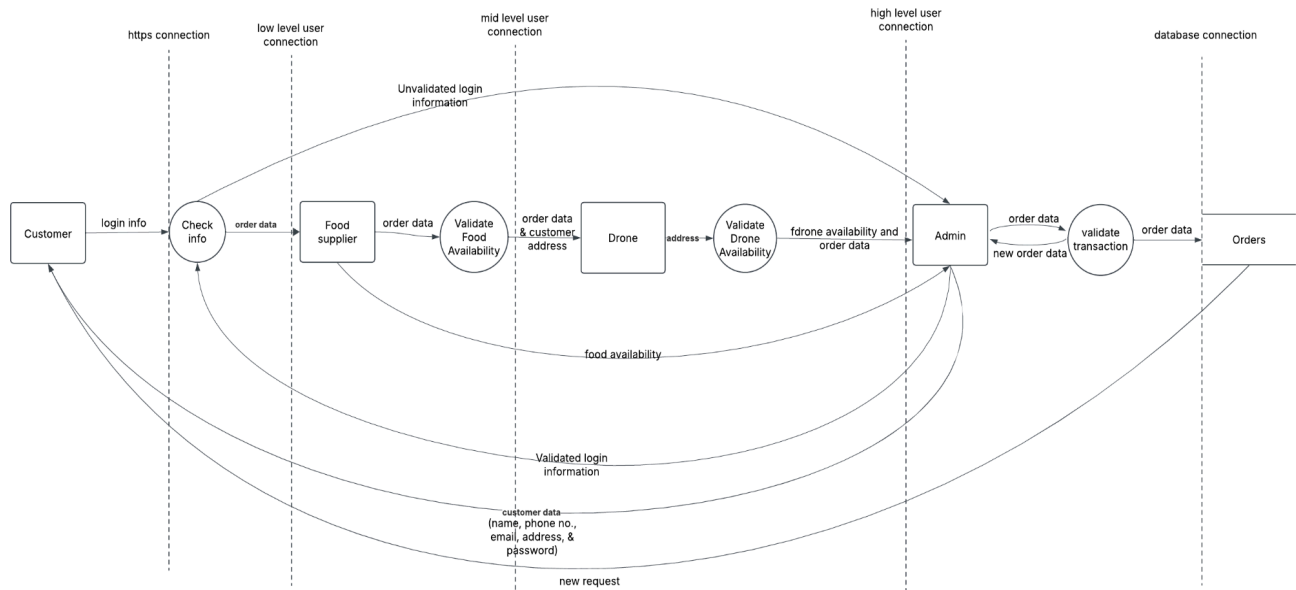 https connection
low level user
connection
mid level user
connection
high level user
connection
database connection
Unvalidated login
information
Customer
login info
Check
info
order data
Food
supplier
order data
Validate
Food
Availability
order data
& customer
address
Drone
address
Validate
Drone
Availability
fdrone availability and
order data
Admin
order data
new order data
validate
transaction
order data
Orders
food availability
Validated login
information
customer data
(name, phone no.,
email, address, &
password)
new request